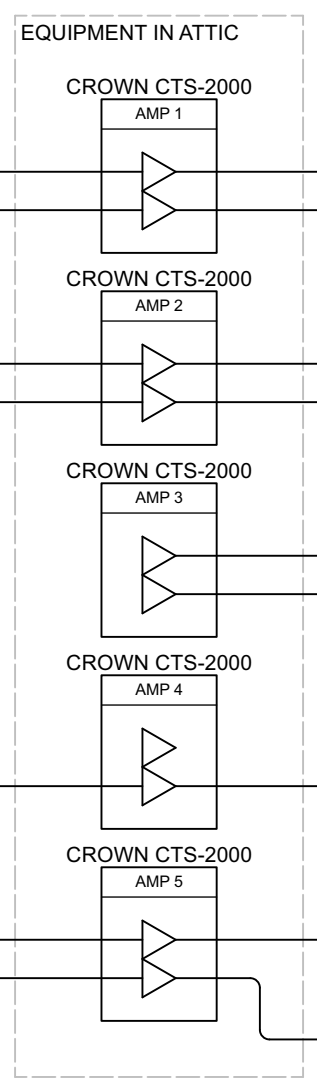 EQUIPMENT IN ATTIC
CROWN CTS-2000
AMP 1
CROWN CTS-2000
AMP 2
CROWN CTS-2000
AMP 3
CROWN CTS-2000
AMP 4
CROWN CTS-2000
AMP 5